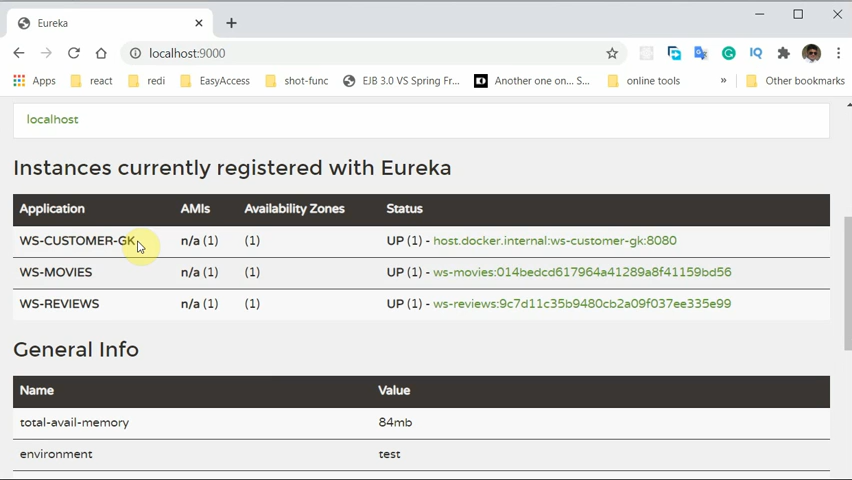 Eureka
localhost:9000
IQ
Apps react redi EasyAccess shot-func EJB 3.0 VS Spring Fr... Another one on... S... online tools » Other bookmarks
localhost
Instances currently registered with Eureka
Application AMIs Availability Zones Status
WS-CUSTOMER-GK n/a (1) (1) UP (1) - host.docker.internal:ws-customer-gk:8080
WS-MOVIES n/a (1) (1) UP (1) - ws-movies:014bedcd617964a41289a8f41159bd56
WS-REVIEWS n/a (1) (1) UP (1) - ws-reviews:9c7d11c35b9480cb2a09f037ee335e99
General Info
Name Value
total-avail-memory 84mb
environment test